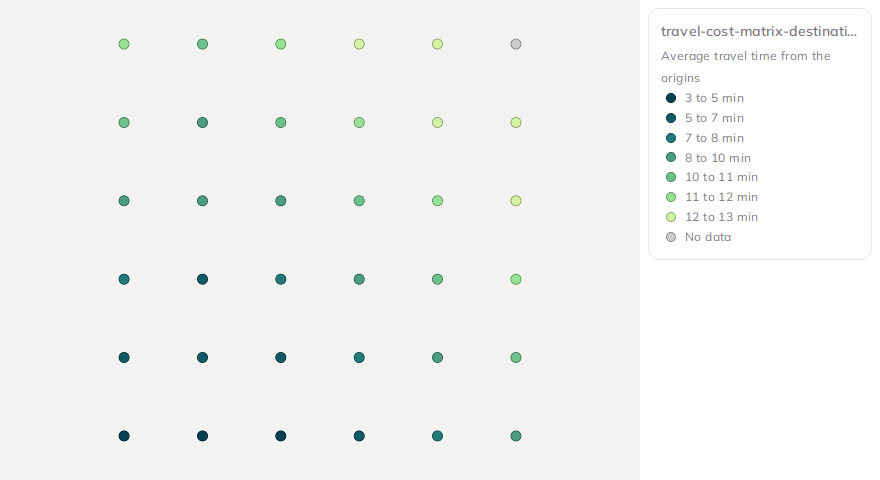 travel-cost-matrix-destinati...
Average travel time from the
origins
3 to 5 min
5 to 7 min
7 to 8 min
8 to 10 min
10 to 11 min
11 to 12 min
12 to 13 min
No data